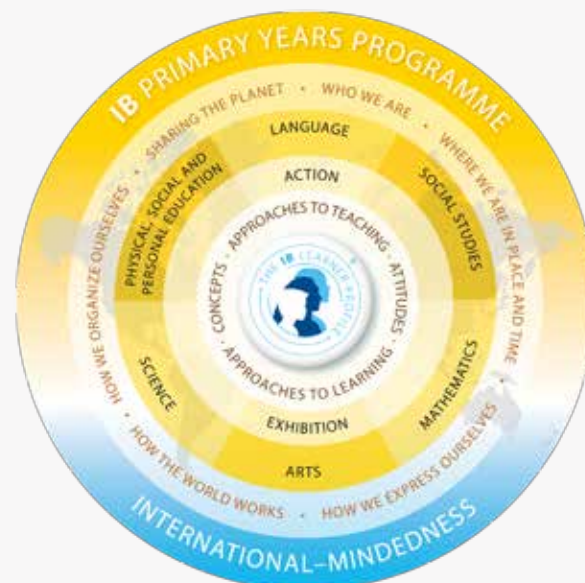 IB PRIMARY YEARS PROGRAMME
SHARING THE PLANET • WHO WE ARE • WHERE WE ARE IN PLACE AND TIME • HOW WE EXPRESS OURSELVES • HOW THE WORLD WORKS • HOW WE ORGANIZE OURSELVES •
LANGUAGE
SOCIAL STUDIES
MATHEMATICS
ARTS
SCIENCE
PHYSICAL, SOCIAL AND
PERSONAL EDUCATION
ACTION
EXHIBITION
APPROACHES TO TEACHING · ATTITUDES · APPROACHES TO LEARNING · CONCEPTS ·
THE IB LEARNER PROFILE
INTERNATIONAL–MINDEDNESS